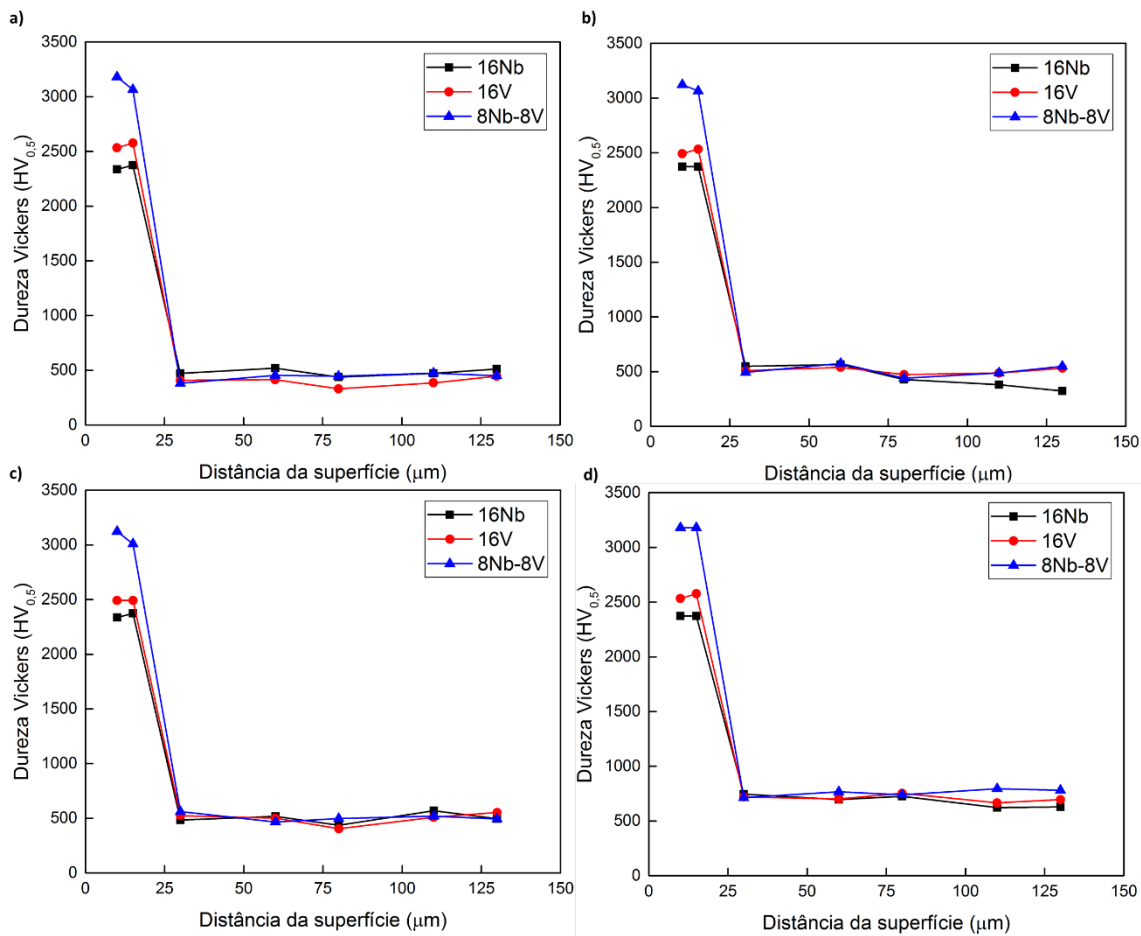 a)
3500
3000
2500
2000
1500
1000
500
0
Dureza Vickers (HV0,5)
16Nb
16V
8Nb-8V
0 25 50 75 100 125 150
Distância da superfície (μm)
b)
3500
3000
2500
2000
1500
1000
500
0
Dureza Vickers (HV0,5)
16Nb
16V
8Nb-8V
0 25 50 75 100 125 150
Distância da superfície (μm)
c)
3500
3000
2500
2000
1500
1000
500
0
Dureza Vickers (HV0,5)
16Nb
16V
8Nb-8V
0 25 50 75 100 125 150
Distância da superfície (μm)
d)
3500
3000
2500
2000
1500
1000
500
0
Dureza Vickers (HV0,5)
16Nb
16V
8Nb-8V
0 25 50 75 100 125 150
Distância da superfície (μm)